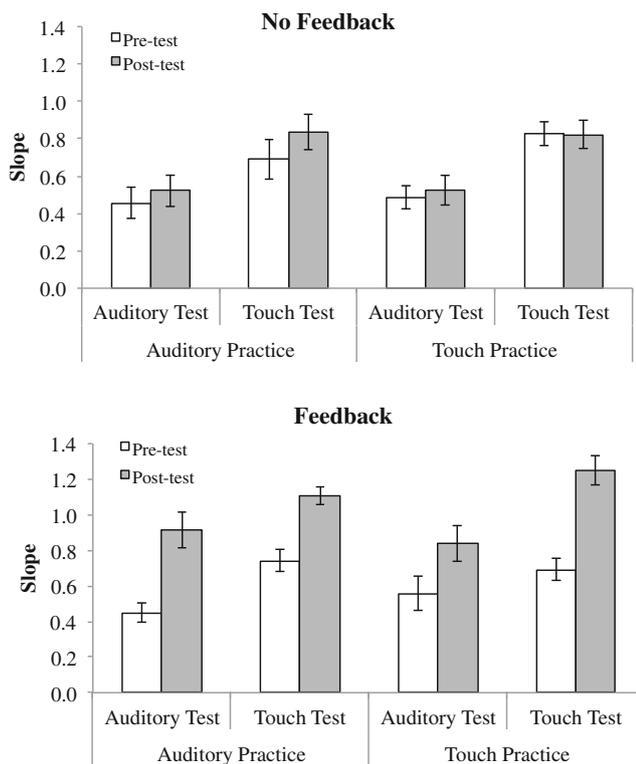 No Feedback
Pre-test
Post-test
Slope
1.4
1.2
1.0
0.8
0.6
0.4
0.2
0.0
Auditory Test Touch Test Auditory Test Touch Test
Auditory Practice Touch Practice
Feedback
Pre-test
Post-test
Slope
1.4
1.2
1.0
0.8
0.6
0.4
0.2
0.0
Auditory Test Touch Test Auditory Test Touch Test
Auditory Practice Touch Practice